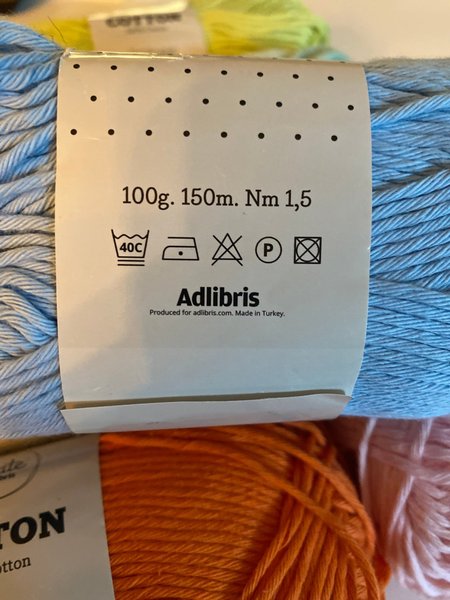 COTTON
100g. 150m. Nm 1,5
40C
P
Adlibris
Produced for adlibris.com. Made in Turkey.
TON
otton